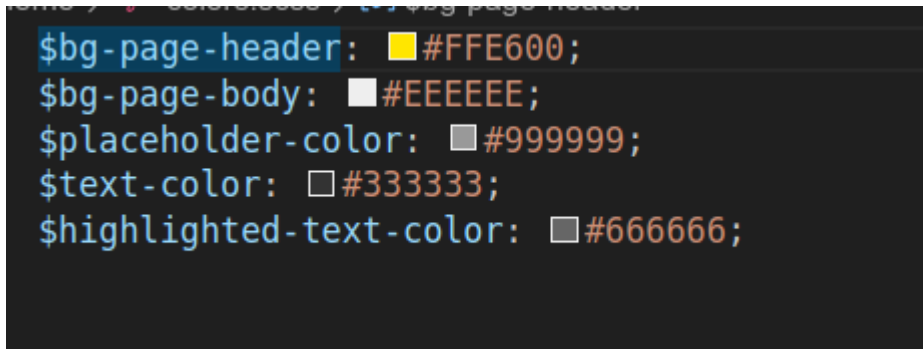 $bg-page-header: #FFE600;
$bg-page-body: #EEEEEE;
$placeholder-color: #999999;
$text-color: #333333;
$highlighted-text-color: #666666;